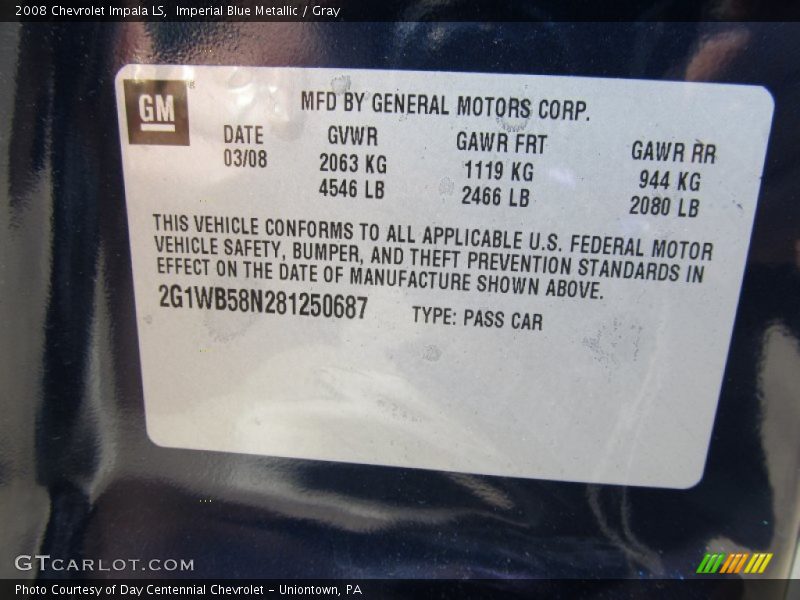 2008 Chevrolet Impala LS, Imperial Blue Metallic / Gray
GM
MFD BY GENERAL MOTORS CORP.
DATE GVWR GAWR FRT GAWR RR
03/08 2063 KG 1119 KG 944 KG
4546 LB 2466 LB 2080 LB
THIS VEHICLE CONFORMS TO ALL APPLICABLE U.S. FEDERAL MOTOR
VEHICLE SAFETY, BUMPER, AND THEFT PREVENTION STANDARDS IN
EFFECT ON THE DATE OF MANUFACTURE SHOWN ABOVE.
2G1WB58N281250687 TYPE: PASS CAR
GTCARLOT.COM
Photo Courtesy of Day Centennial Chevrolet - Uniontown, PA